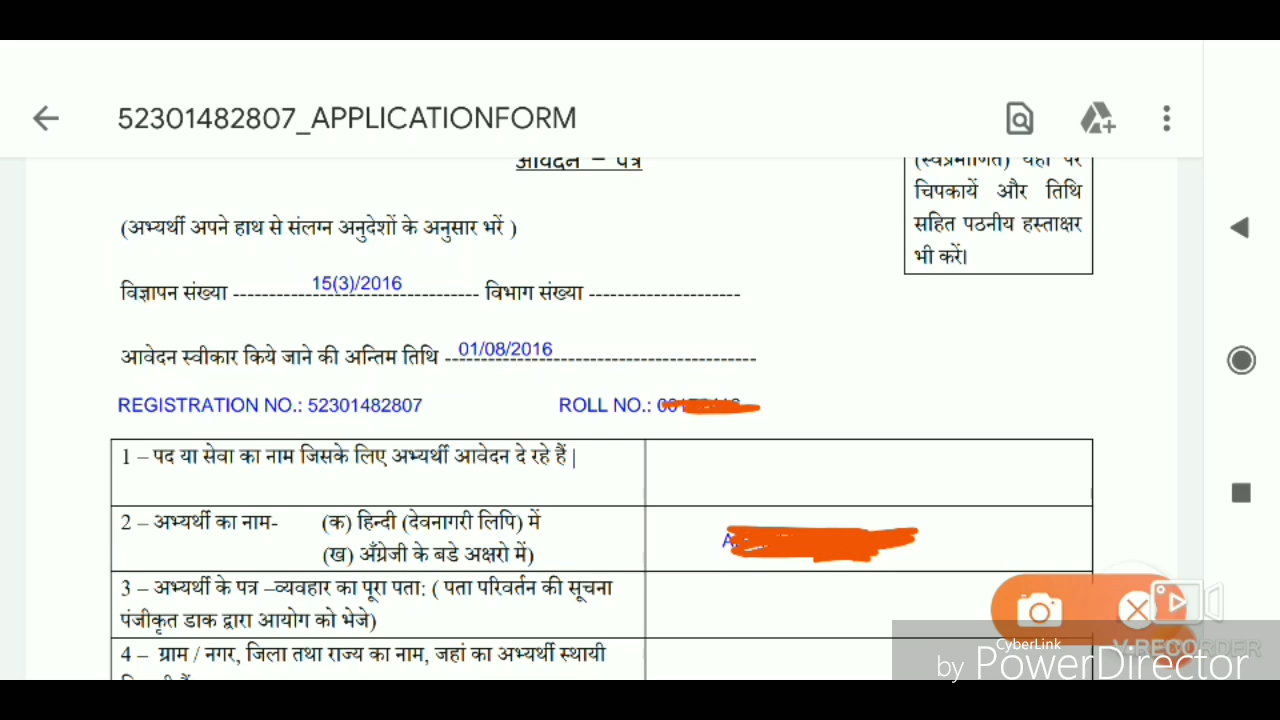 52301482807_APPLICATIONFORM
आवेदन – पत्र
(स्वप्रमाणित) यहाँ पर
चिपकायें और तिथि
सहित पठनीय हस्ताक्षर
भी करें।
(अभ्यर्थी अपने हाथ से संलग्न अनुदेशों के अनुसार भरें )
विज्ञापन संख्या 15(3)/2016 विभाग संख्या
आवेदन स्वीकार किये जाने की अन्तिम तिथि 01/08/2016
REGISTRATION NO.: 52301482807 ROLL NO.:
1 – पद या सेवा का नाम जिसके लिए अभ्यर्थी आवेदन दे रहे हैं |
2 – अभ्यर्थी का नाम- (क) हिन्दी (देवनागरी लिपि) में
(ख) अँग्रेजी के बडे अक्षरो में)
3 – अभ्यर्थी के पत्र –व्यवहार का पूरा पता: ( पता परिवर्तन की सूचना
पंजीकृत डाक द्वारा आयोग को भेजे)
4 – ग्राम / नगर, जिला तथा राज्य का नाम, जहां का अभ्यर्थी स्थायी
V-RECORDER
CyberLink
by PowerDirector